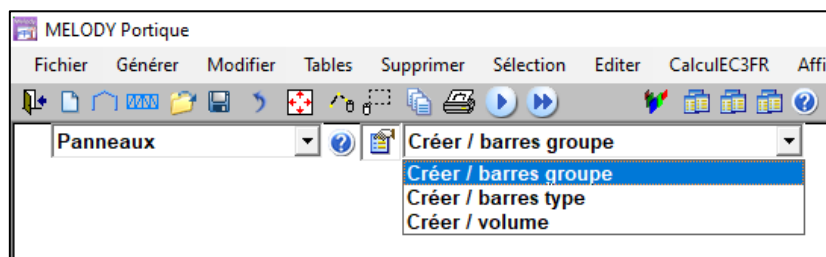 MELODY Portique
Fichier Générer Modifier Tables Supprimer Sélection Editer CalculEC3FR Affi
Panneaux Créer / barres groupe
Créer / barres groupe
Créer / barres type
Créer / volume